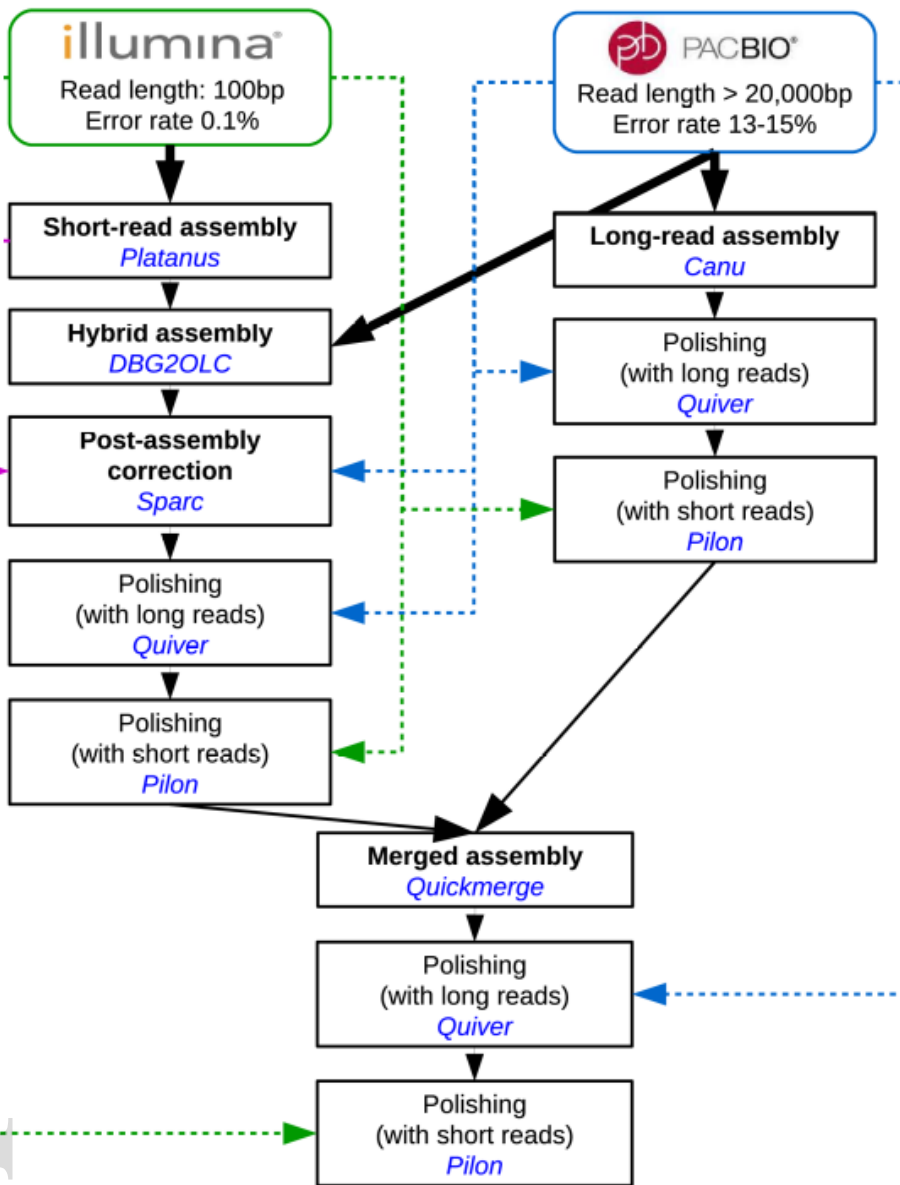 illumina®
Read length: 100bp
Error rate 0.1%
PACBIO®
Read length > 20,000bp
Error rate 13-15%
Short-read assembly
Platanus
Long-read assembly
Canu
Hybrid assembly
DBG2OLC
Polishing
(with long reads)
Quiver
Post-assembly
correction
Sparc
Polishing
(with short reads)
Pilon
Polishing
(with long reads)
Quiver
Polishing
(with short reads)
Pilon
Merged assembly
Quickmerge
Polishing
(with long reads)
Quiver
Polishing
(with short reads)
Pilon